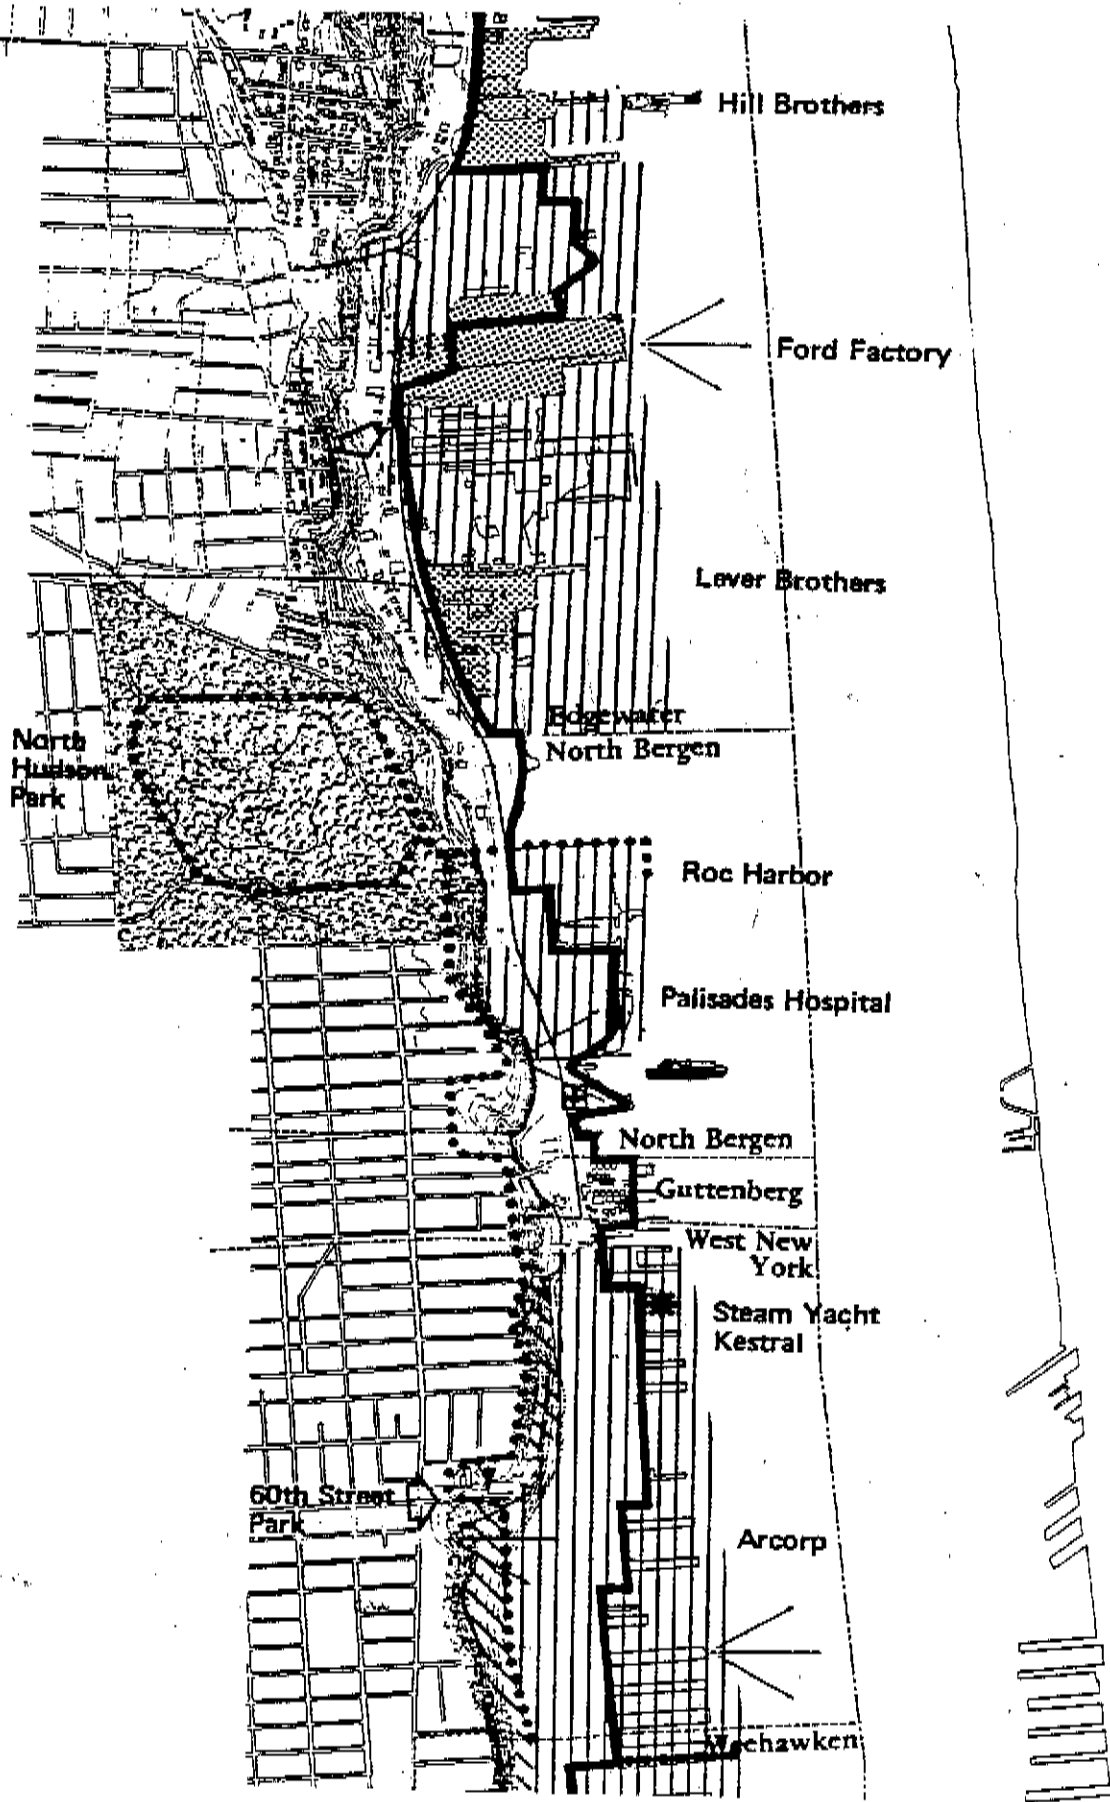 Hill Brothers
Ford Factory
Lever Brothers
Edgewater
North Bergen
North
Hudson
Park
Roc Harbor
Palisades Hospital
North Bergen
Guttenberg
West New
York
Steam Yacht
Kestral
60th Street
Park
Arcorp
Weehawken